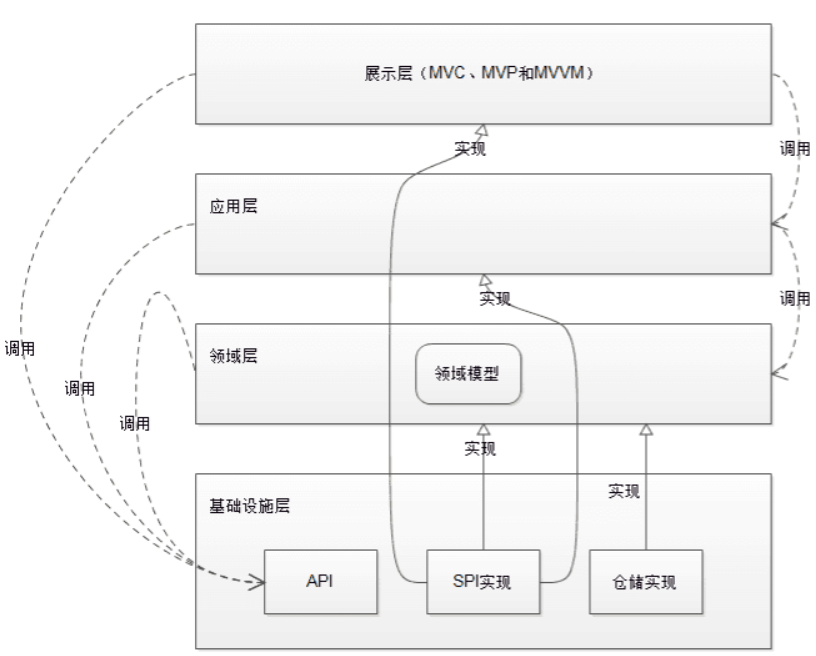 展示层（MVC、MVP和MVVM）
实现
调用
应用层
实现
调用
调用
领域层
领域模型
调用
调用
实现
实现
基础设施层
API
SPI实现
仓储实现